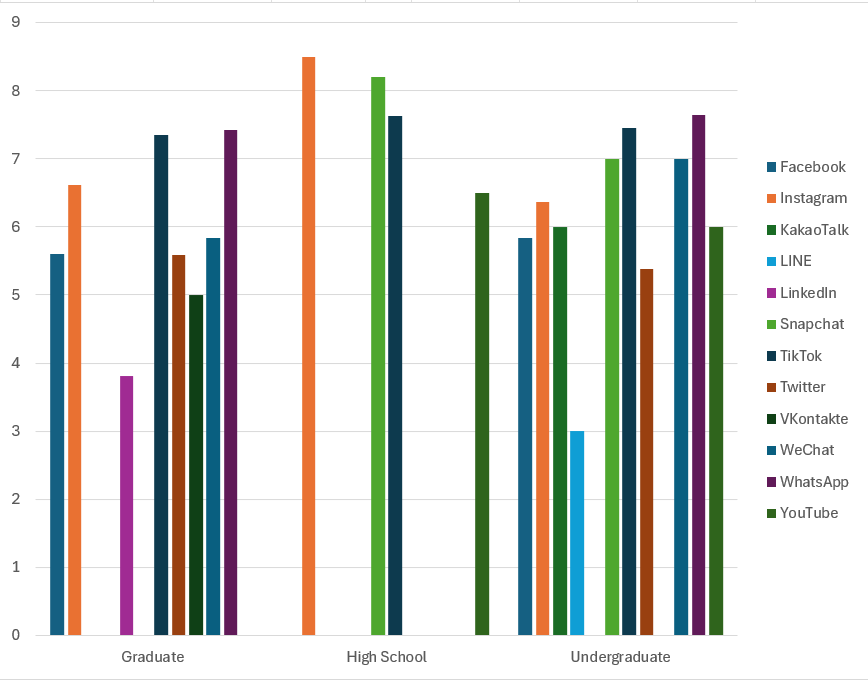 9
8
7
6
5
4
3
2
1
0
Graduate High School Undergraduate
Facebook
Instagram
KakaoTalk
LINE
LinkedIn
Snapchat
TikTok
Twitter
VKontakte
WeChat
WhatsApp
YouTube